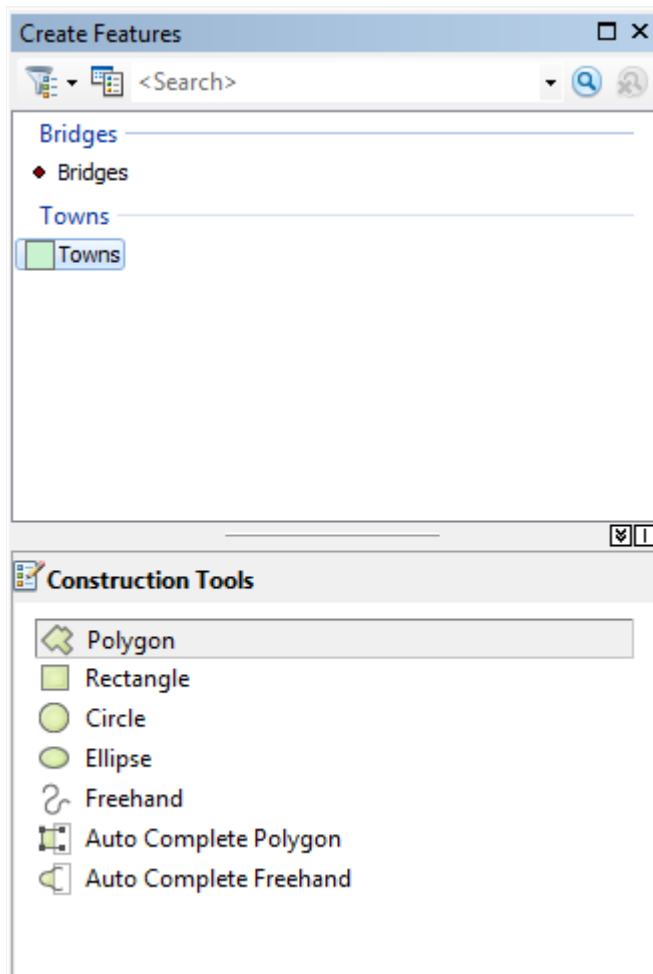 Create Features
<Search>
Bridges
Bridges
Towns
Towns
Construction Tools
Polygon
Rectangle
Circle
Ellipse
Freehand
Auto Complete Polygon
Auto Complete Freehand